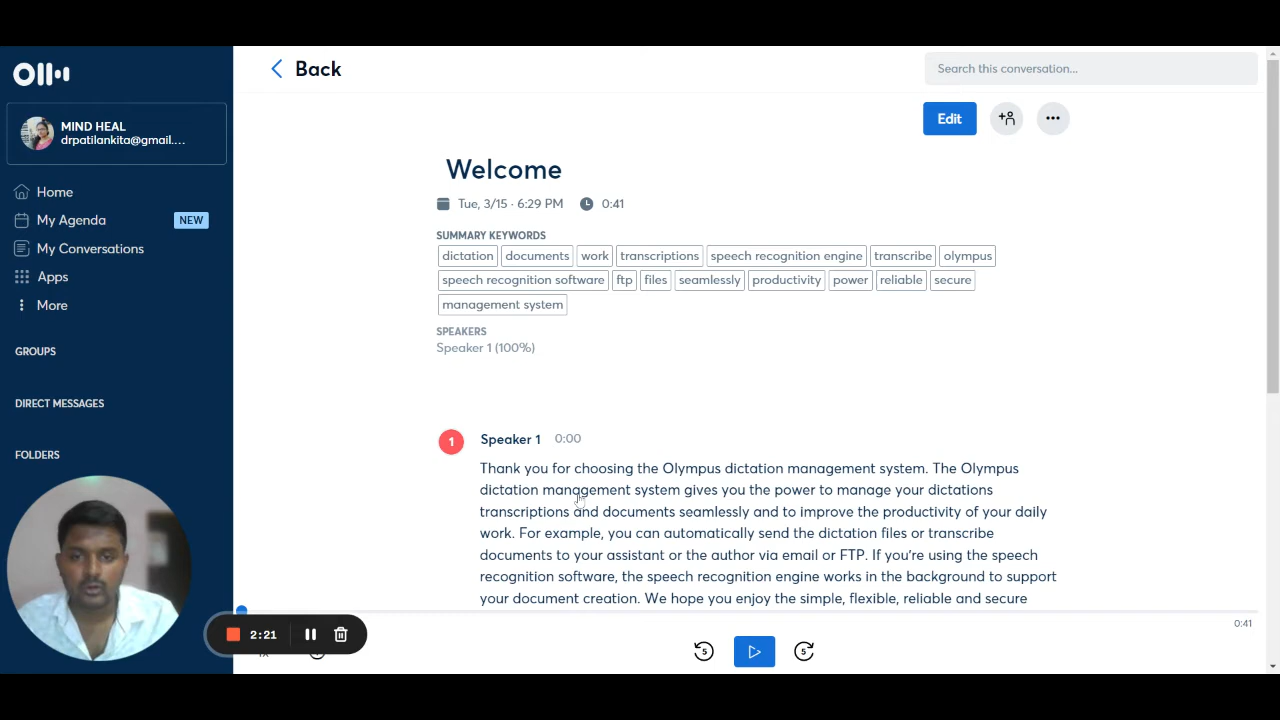 MIND HEAL
drpatilankita@gmail....
Home
My Agenda
NEW
My Conversations
Apps
More
GROUPS
DIRECT MESSAGES
FOLDERS
Back
Search this conversation...
Edit
Welcome
Tue, 3/15 · 6:29 PM 0:41
SUMMARY KEYWORDS
dictation documents work transcriptions speech recognition engine transcribe olympus
speech recognition software ftp files seamlessly productivity power reliable secure
management system
SPEAKERS
Speaker 1 (100%)
1 Speaker 1 0:00
Thank you for choosing the Olympus dictation management system. The Olympus
dictation management system gives you the power to manage your dictations
transcriptions and documents seamlessly and to improve the productivity of your daily
work. For example, you can automatically send the dictation files or transcribe
documents to your assistant or the author via email or FTP. If you're using the speech
recognition software, the speech recognition engine works in the background to support
your document creation. We hope you enjoy the simple, flexible, reliable and secure
0:41
2:21
5 5